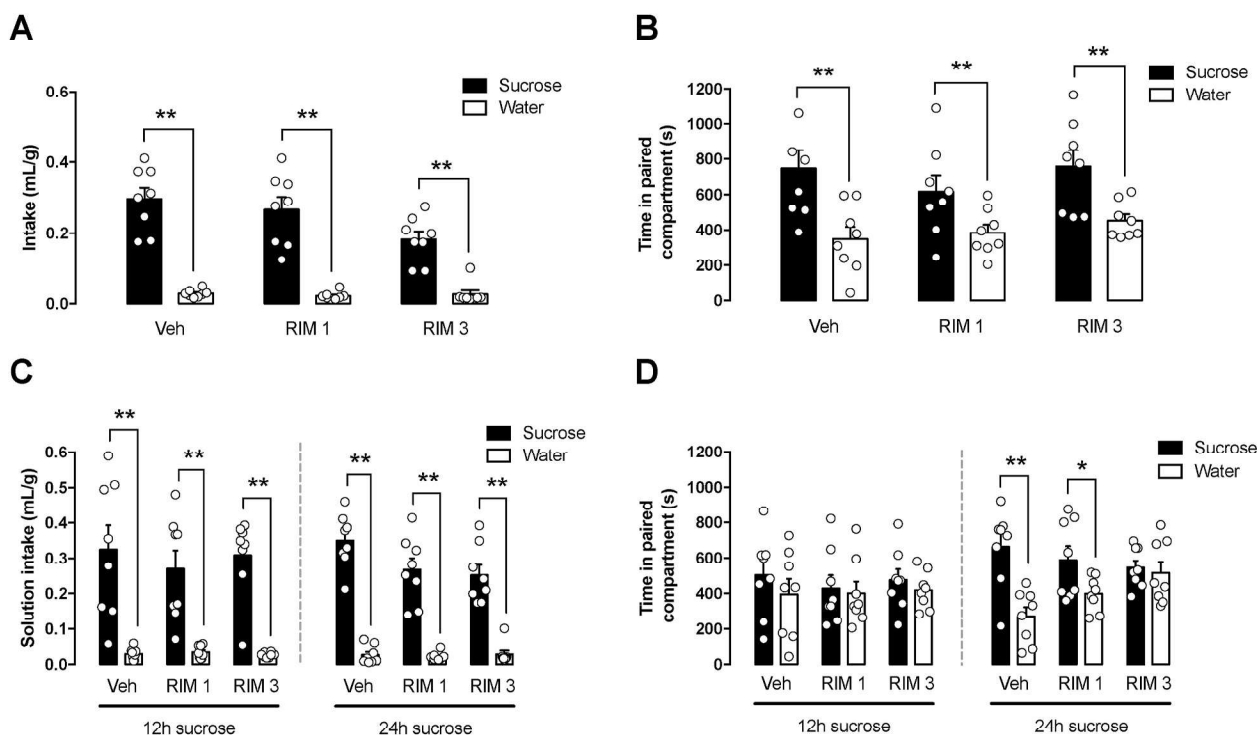 A
Sucrose
Water
Intake (mL/g)
0.6
0.4
0.2
0.0
**
**
**
Veh
RIM 1
RIM 3
B
Sucrose
Water
Time in paired
compartment (s)
1200
1000
800
600
400
200
0
**
**
**
Veh
RIM 1
RIM 3
C
Sucrose
Water
Solution intake (mL/g)
0.6
0.5
0.4
0.3
0.2
0.1
0.0
**
**
**
**
**
**
Veh
RIM 1
RIM 3
Veh
RIM 1
RIM 3
12h sucrose
24h sucrose
D
Sucrose
Water
Time in paired
compartment (s)
1200
1000
800
600
400
200
0
**
*
Veh
RIM 1
RIM 3
Veh
RIM 1
RIM 3
12h sucrose
24h sucrose